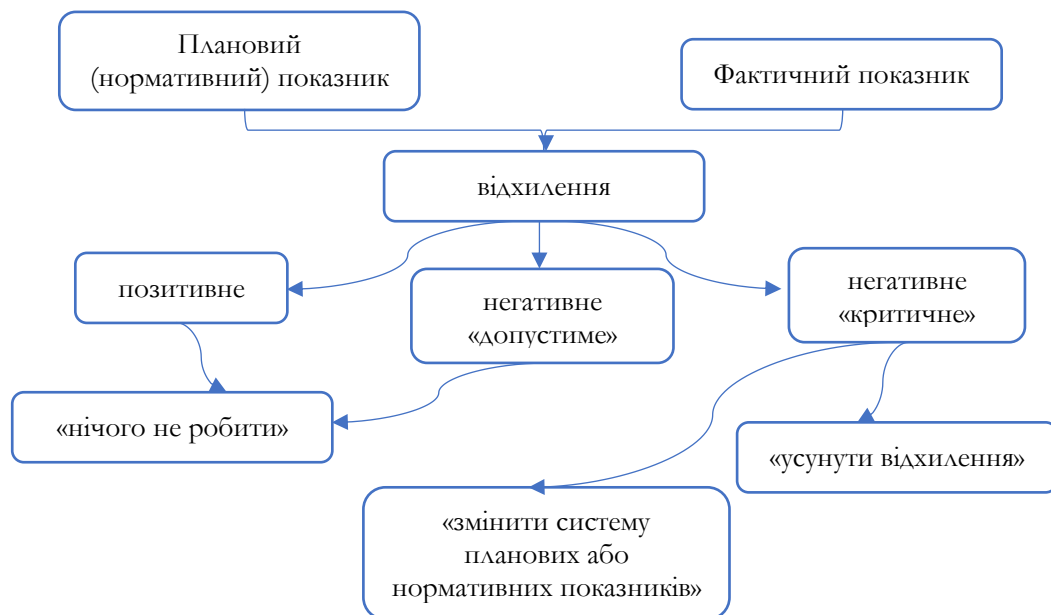 Плановий
(нормативний) показник
Фактичний показник
відхилення
позитивне
негативне
«допустиме»
негативне
«критичне»
«нічого не робити»
«усунути відхилення»
«змінити систему
планових або
нормативних показників»